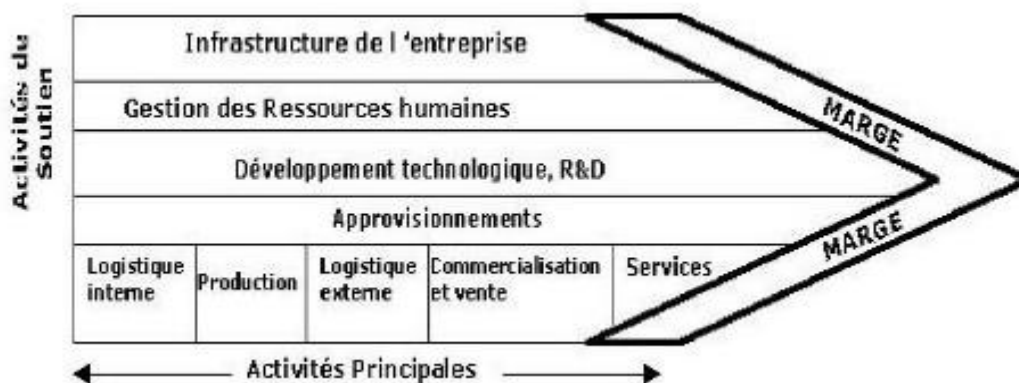 Activités de
Soutien
Infrastructure de l 'entreprise
Gestion des Ressources humaines
Développement technologique, R&D
Approvisionnements
Logistique
interne
Production
Logistique
externe
Commercialisation
et vente
Services
MARGE
MARGE
Activités Principales